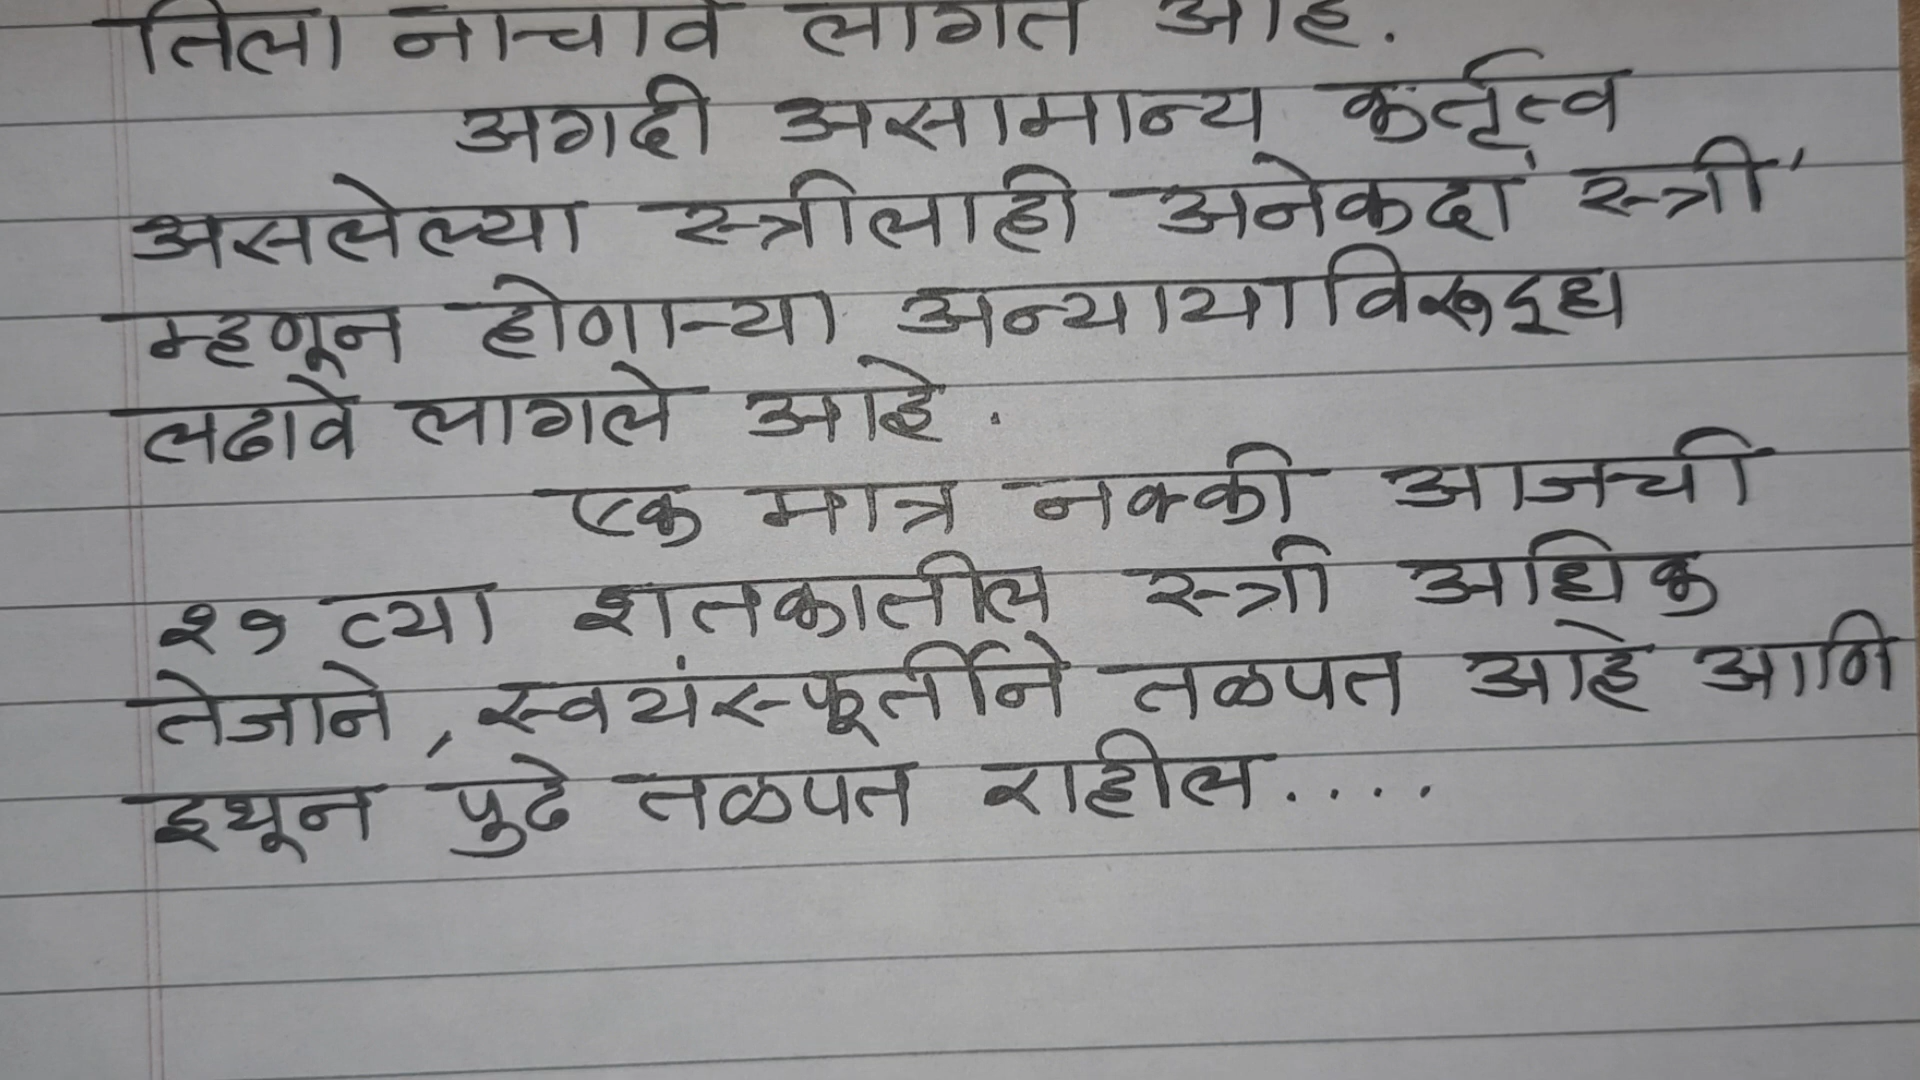 तिला नाचावे लागत आहे.
अगदी असामान्य कर्तृत्व
असलेल्या स्त्रीलाही अनेकदा 'स्त्री'
म्हणून होणाऱ्या अन्यायाविरूद्ध
लढावे लागले आहे.
एक मात्र नक्की आजची
२१ व्या शतकातील स्त्री अधिक
तेजाने, स्वयंस्फूर्तीने तळपत आहे आणि
इथून पुढे तळपत राहील....